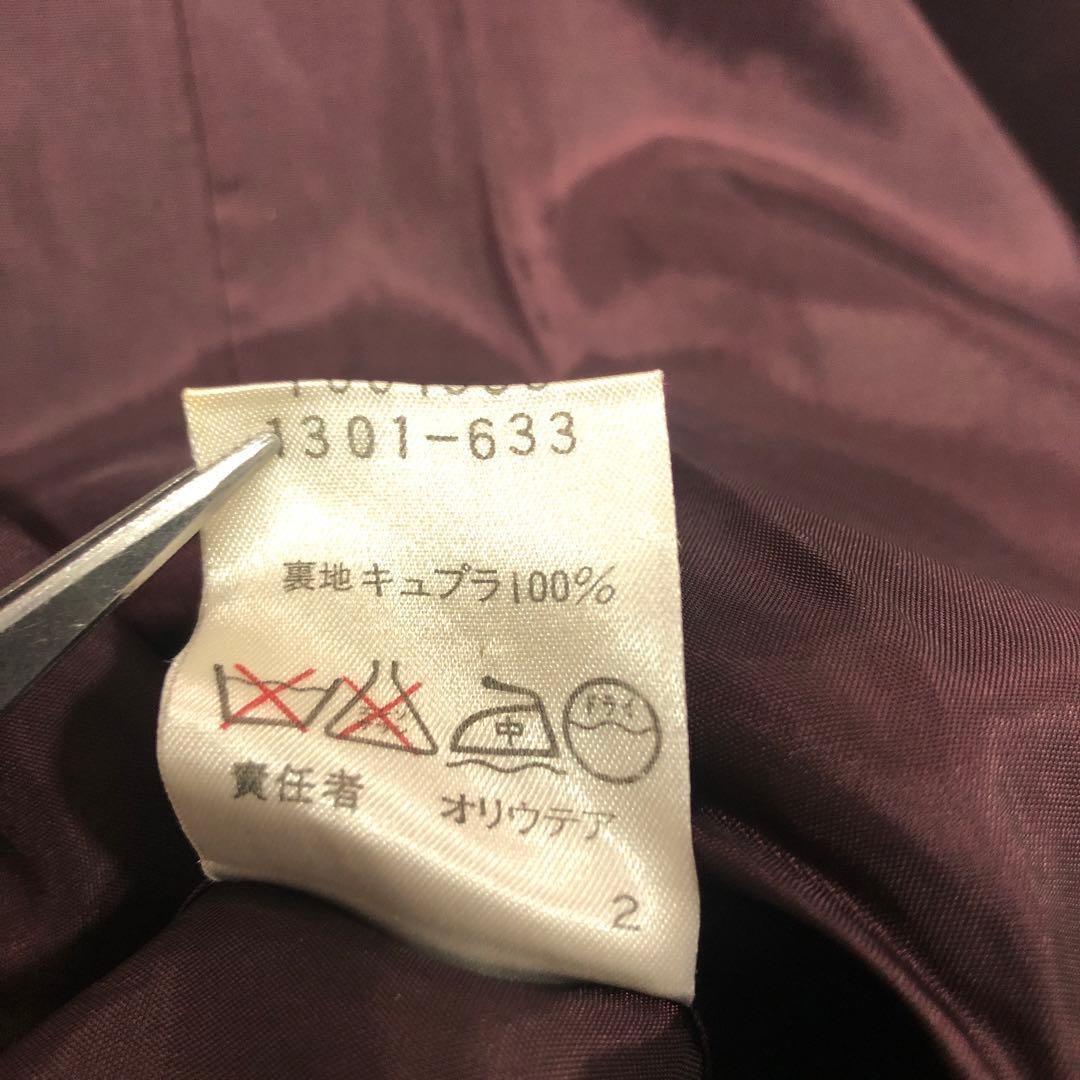 1301-633
裏地キュプラ100%
中 ドライ
責任者 オリウテア
2